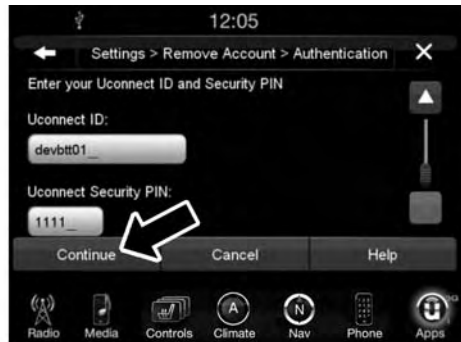 12:05
Settings > Remove Account > Authentication X
Enter your Uconnect ID and Security PIN
Uconnect ID:
devbtt01_
Uconnect Security PIN:
1111_
Continue Cancel Help
A N
Radio Media Controls Climate Nav Phone Apps